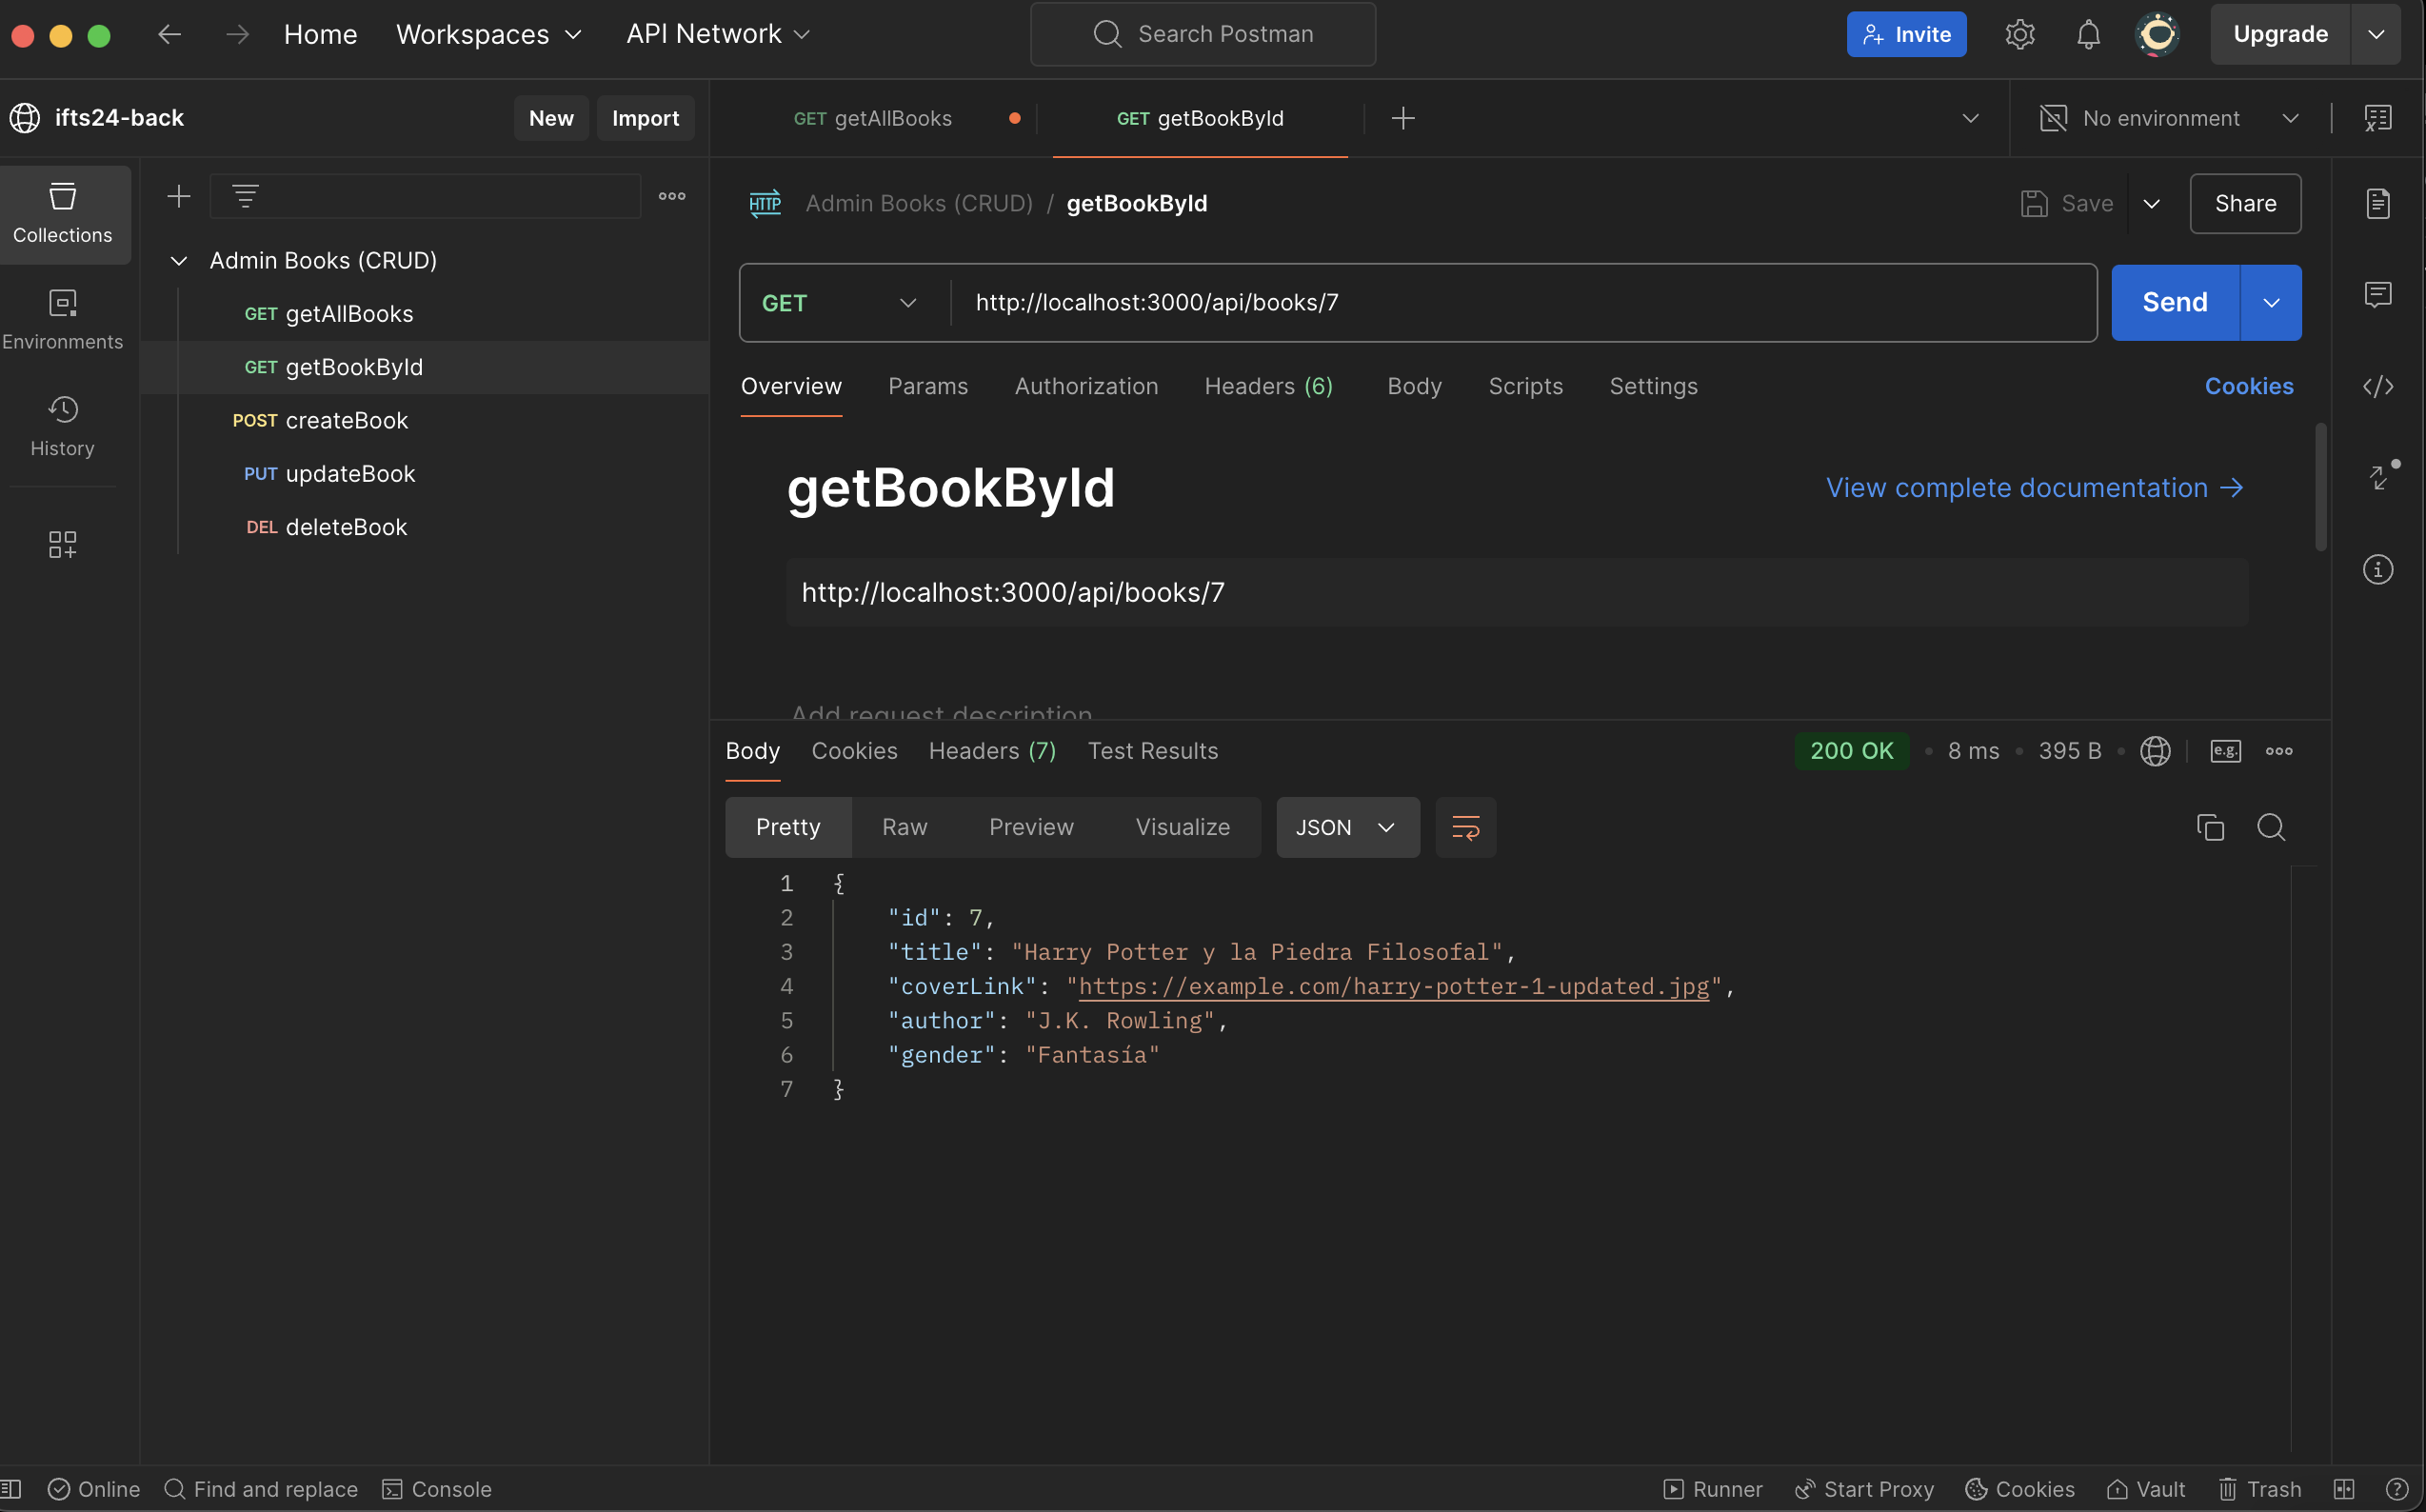 Home Workspaces API Network Search Postman Invite Upgrade
ifts24-back New Import GET getAllBooks GET getBookById No environment
Collections
Environments
History
Admin Books (CRUD)
GET getAllBooks
GET getBookById
POST createBook
PUT updateBook
DEL deleteBook
HTTP Admin Books (CRUD) / getBookById Save Share
GET http://localhost:3000/api/books/7 Send
Overview Params Authorization Headers (6) Body Scripts Settings Cookies
getBookById View complete documentation →
http://localhost:3000/api/books/7
Add request description
Body Cookies Headers (7) Test Results 200 OK • 8 ms • 395 B • e.g.
Pretty Raw Preview Visualize JSON
1 {
2 "id": 7,
3 "title": "Harry Potter y la Piedra Filosofal",
4 "coverLink": "https://example.com/harry-potter-1-updated.jpg",
5 "author": "J.K. Rowling",
6 "gender": "Fantasía"
7 }
Online Find and replace Console Runner Start Proxy Cookies Vault Trash